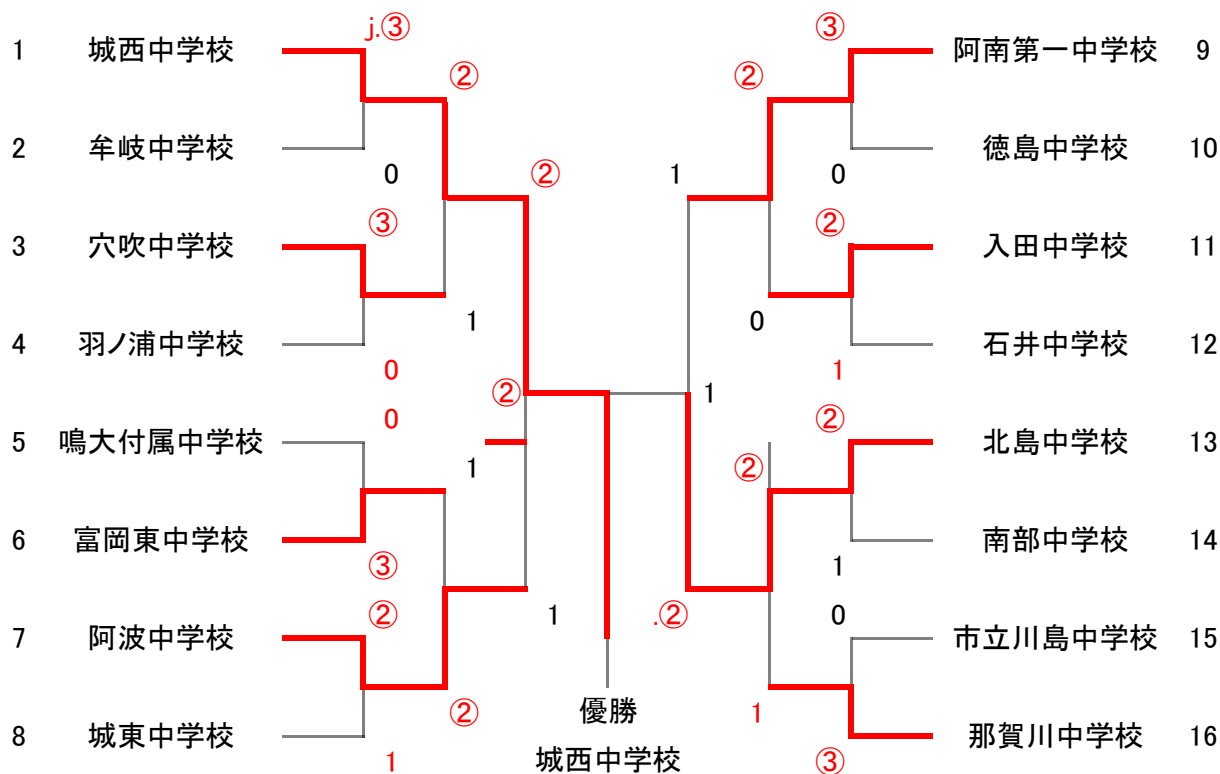 j.③ ③
1 城西中学校 阿南第一中学校 9
② ②
2 牟岐中学校 徳島中学校 10
0 ② 1 0
③ ②
3 穴吹中学校 入田中学校 11
1 0
4 羽ノ浦中学校 石井中学校 12
0 1
② 1
0 ②
5 鳴大付属中学校 北島中学校 13
1 ②
6 富岡東中学校 南部中学校 14
③ 1
② 1 .② 0
7 阿波中学校 市立川島中学校 15
② 優勝 1
8 城東中学校 那賀川中学校 16
1 城西中学校 ③